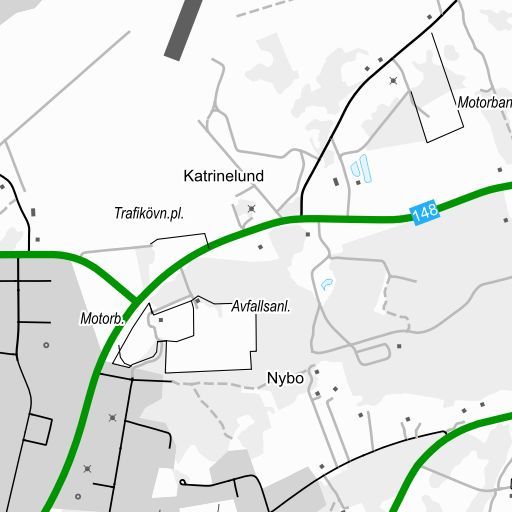 Motorban
Katrinelund
Trafikövn.pl.
148
Avfallsanl.
Motorb.
Nybo